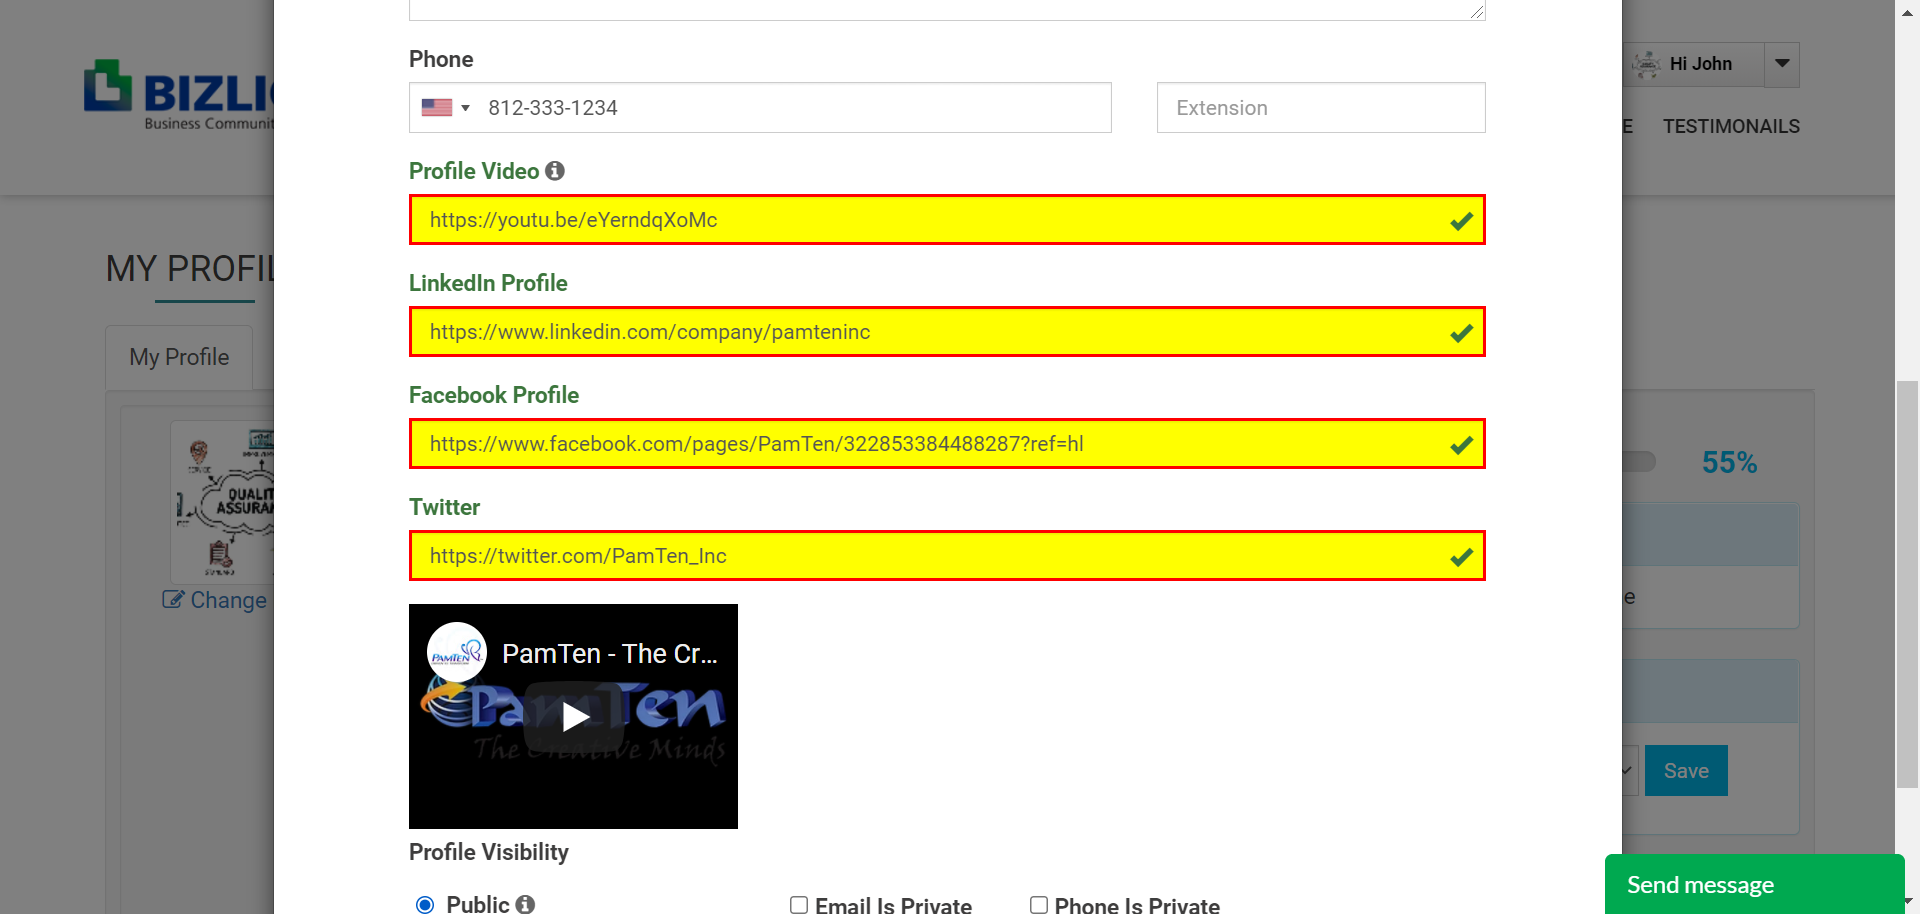 BIZLI
Business Communit
Hi John
E TESTIMONAILS
MY PROFIL
My Profile
QUALIT
ASSURA
Change
Phone
812-333-1234
Extension
Profile Video
https://youtu.be/eYerndqXoMc
LinkedIn Profile
https://www.linkedin.com/company/pamteninc
Facebook Profile
https://www.facebook.com/pages/PamTen/322853384488287?ref=hl
Twitter
https://twitter.com/PamTen_Inc
PAMTEN
PamTen - The Cr...
PamTen
The Creative Minds
Profile Visibility
Public
Email Is Private
Phone Is Private
55%
e
Save
Send message